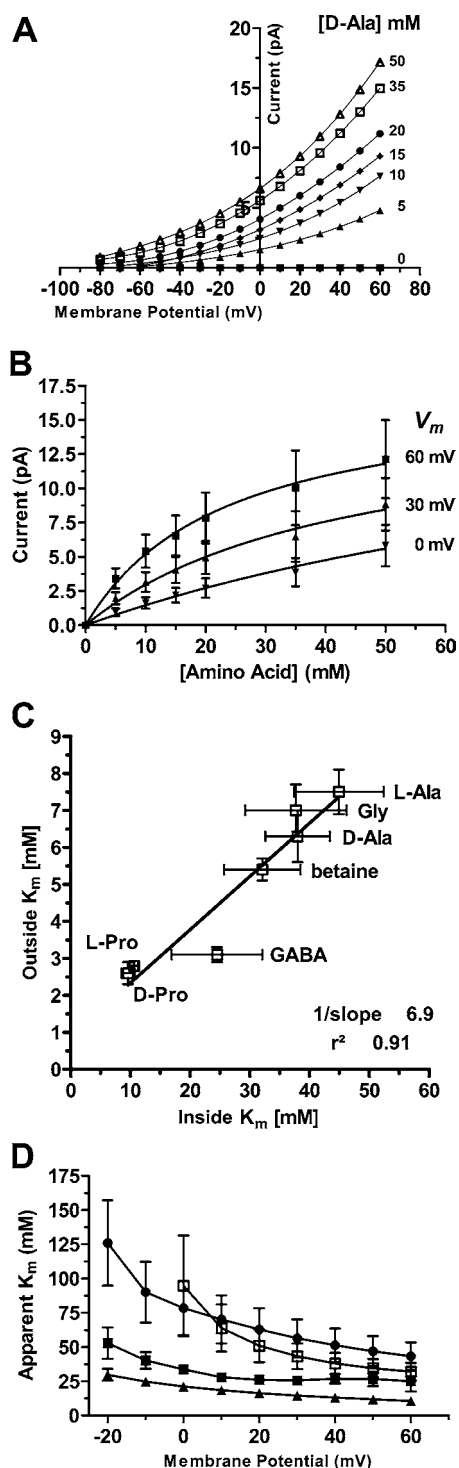 A
[D-Ala] mM
20
15
10
5
Current (pA)
50
35
20
15
10
5
0
-100 -80 -60 -40 -20 0 20 40 60 80
Membrane Potential (mV)
B
17.5
15.0
12.5
10.0
7.5
5.0
2.5
0.0
Current (pA)
Vm
60 mV
30 mV
0 mV
0 10 20 30 40 50 60
[Amino Acid] (mM)
C
9
8
7
6
5
4
3
2
1
0
Outside Km [mM]
L-Ala
Gly
D-Ala
betaine
L-Pro
GABA
D-Pro
1/slope 6.9
r² 0.91
0 10 20 30 40 50 60
Inside Km [mM]
D
175
150
125
100
75
50
25
0
Apparent Km (mM)
-20 0 20 40 60
Membrane Potential (mV)